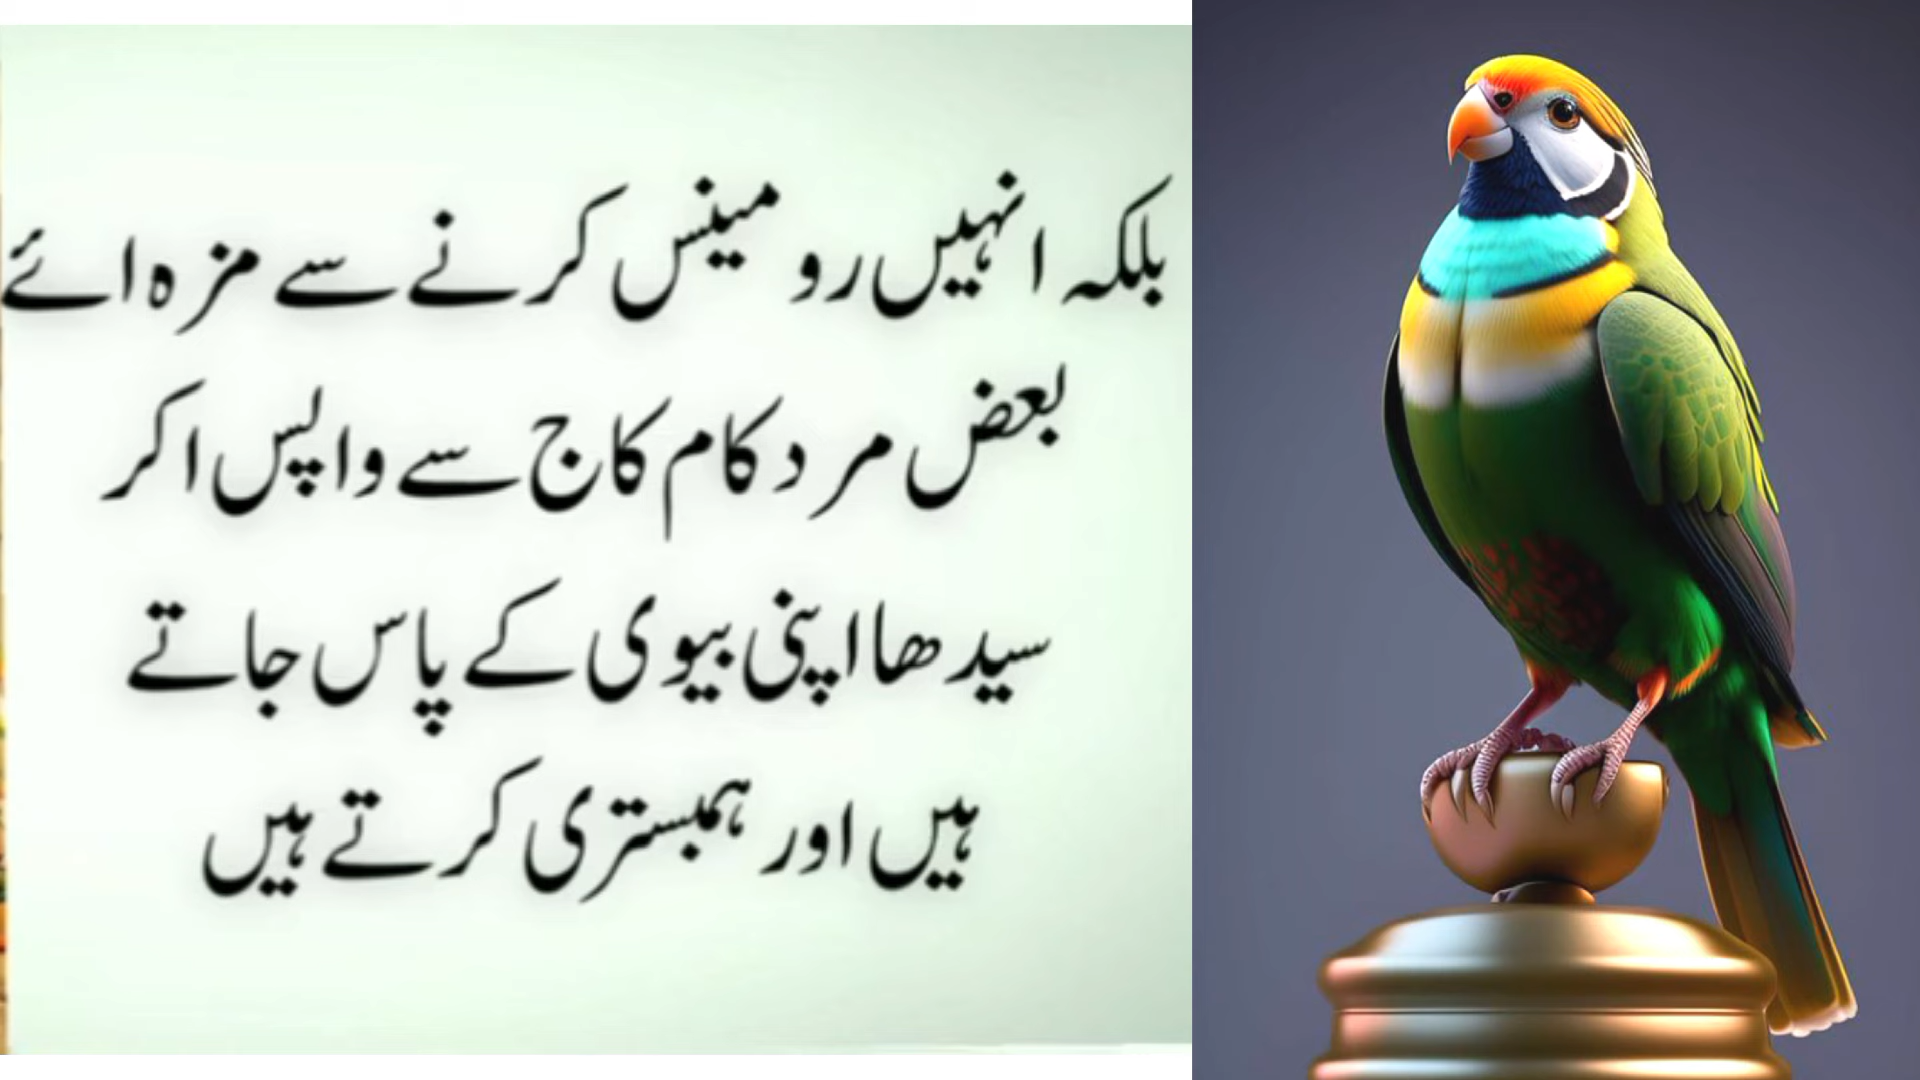 بلکہ انہیں رومینس کرنے سے مزہ ائے
بعض مرد کام کاج سے واپس اکر
سیدھا اپنی بیوی کے پاس جاتے
ہیں اور ہمبستری کرتے ہیں